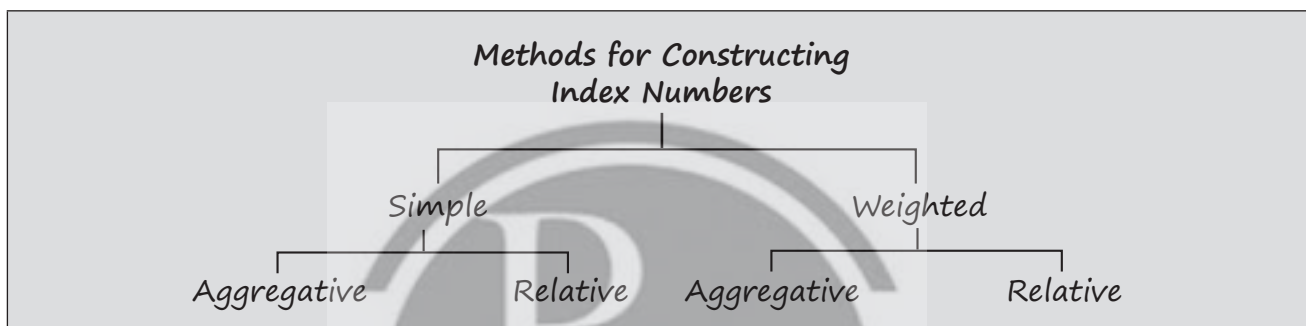 Methods for Constructing
Index Numbers
Simple Weighted
Aggregative Relative Aggregative Relative